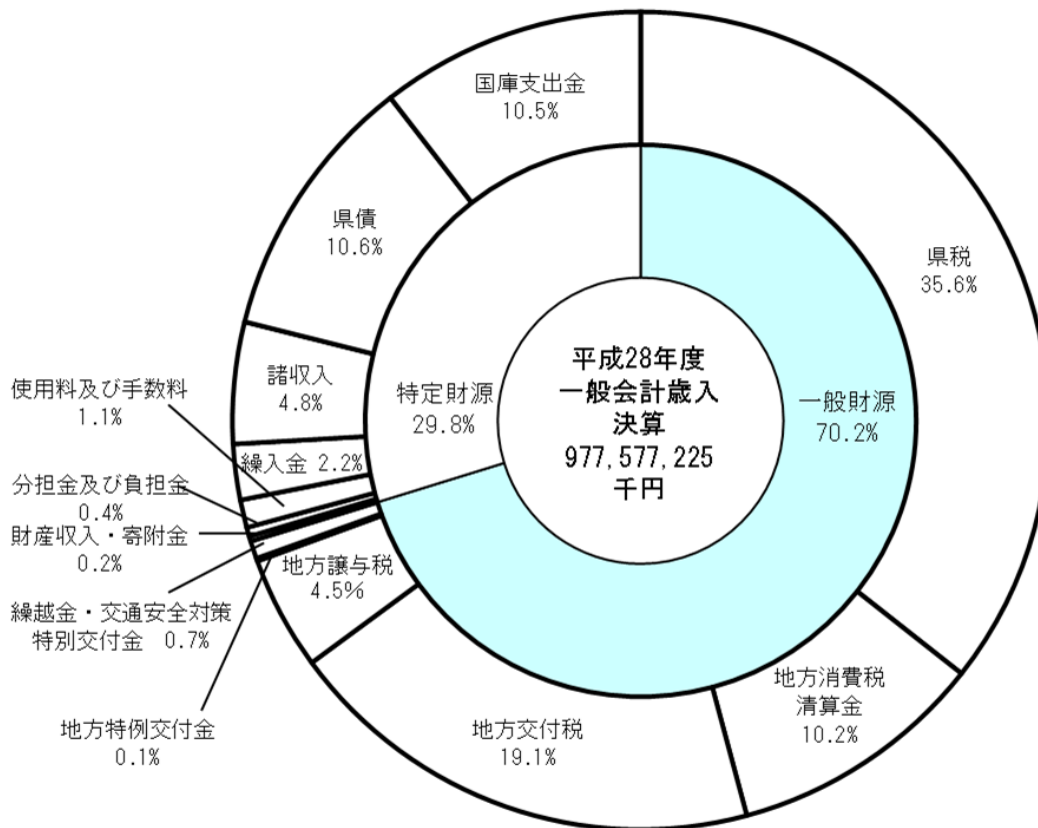 平成28年度
一般会計歳入
決算
977,577,225
千円
一般財源
70.2%
特定財源
29.8%
県税
35.6%
地方消費税
清算金
10.2%
地方交付税
19.1%
地方譲与税
4.5%
地方特例交付金
0.1%
繰越金・交通安全対策
特別交付金 0.7%
財産収入・寄附金
0.2%
分担金及び負担金
0.4%
使用料及び手数料
1.1%
繰入金 2.2%
諸収入
4.8%
県債
10.6%
国庫支出金
10.5%